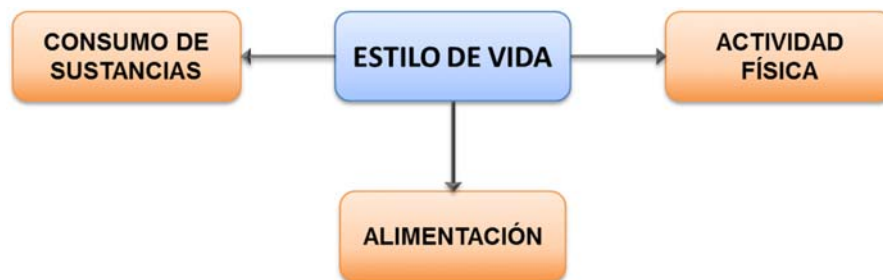 CONSUMO DE
SUSTANCIAS
ESTILO DE VIDA
ACTIVIDAD
FÍSICA
ALIMENTACIÓN